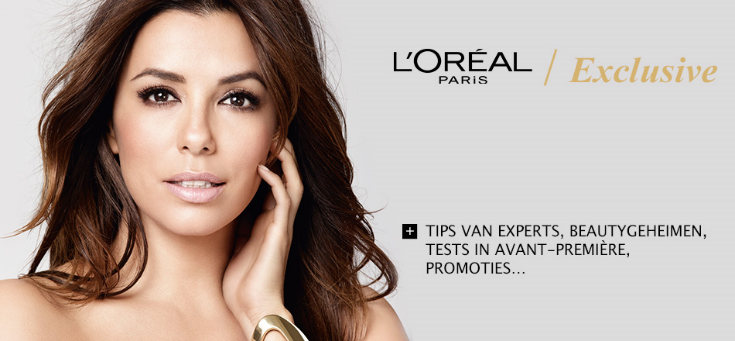 L'ORÉAL / Exclusive
PARIS
+ TIPS VAN EXPERTS, BEAUTYGEHEIMEN,
TESTS IN AVANT-PREMIÈRE,
PROMOTIES...